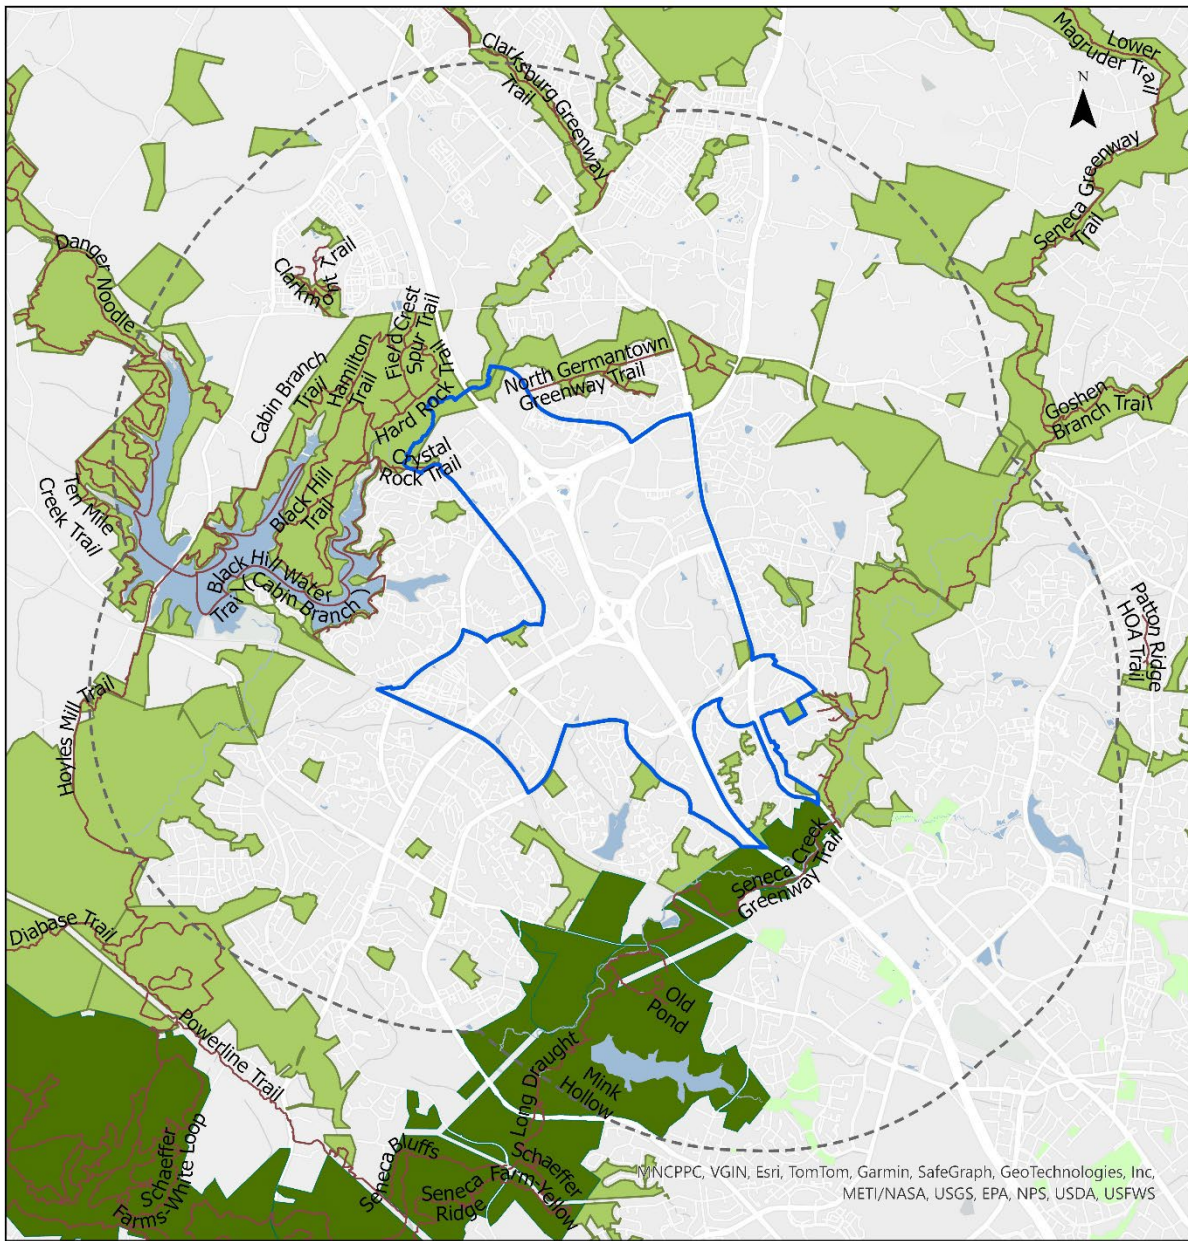 Lower
Magruder Trail
N
Clarksburg Greenway
Trail
Seneca Greenway
Trail
Danger Noodle
Clarkmont Trail
Cabin Branch
Trail
Hamilton
Trail
Fierd Crest
Spur Trail
Hard Rock Trail
North Germantown
Greenway Trail
Goshen
Branch Trail
Crystal
Rock Trail
Black Hill
Trail
Ten Mile
Creek Trail
Black Hill Water
Trail (Cabin Branch)
Patton Ridge
HOA Trail
Hoyles Mill Trail
Seneca Creek
Greenway Trail
Diabase Trail
Old
Pond
Powerline Trail
Long Draught
Mink
Hollow
Schaeffer
Farms-White Loop
Seneca Bluffs
Seneca
Ridge
Schaeffer
Farm-Yellow
MNCPPC, VGIN, Esri, TomTom, Garmin, SafeGraph, GeoTechnologies, Inc,
METI/NASA, USGS, EPA, NPS, USDA, USFWS